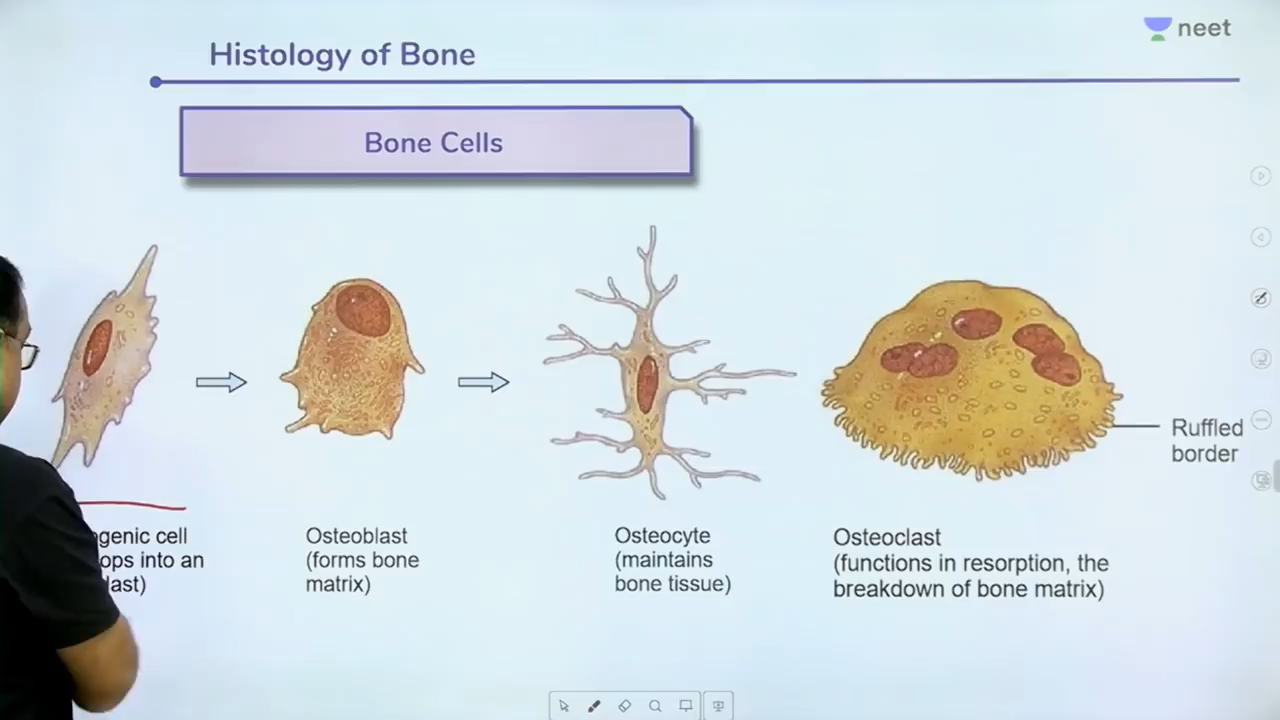 neet
Histology of Bone
Bone Cells
Ruffled
border
genic cell
ops into an
last)
Osteoblast
(forms bone
matrix)
Osteocyte
(maintains
bone tissue)
Osteoclast
(functions in resorption, the
breakdown of bone matrix)